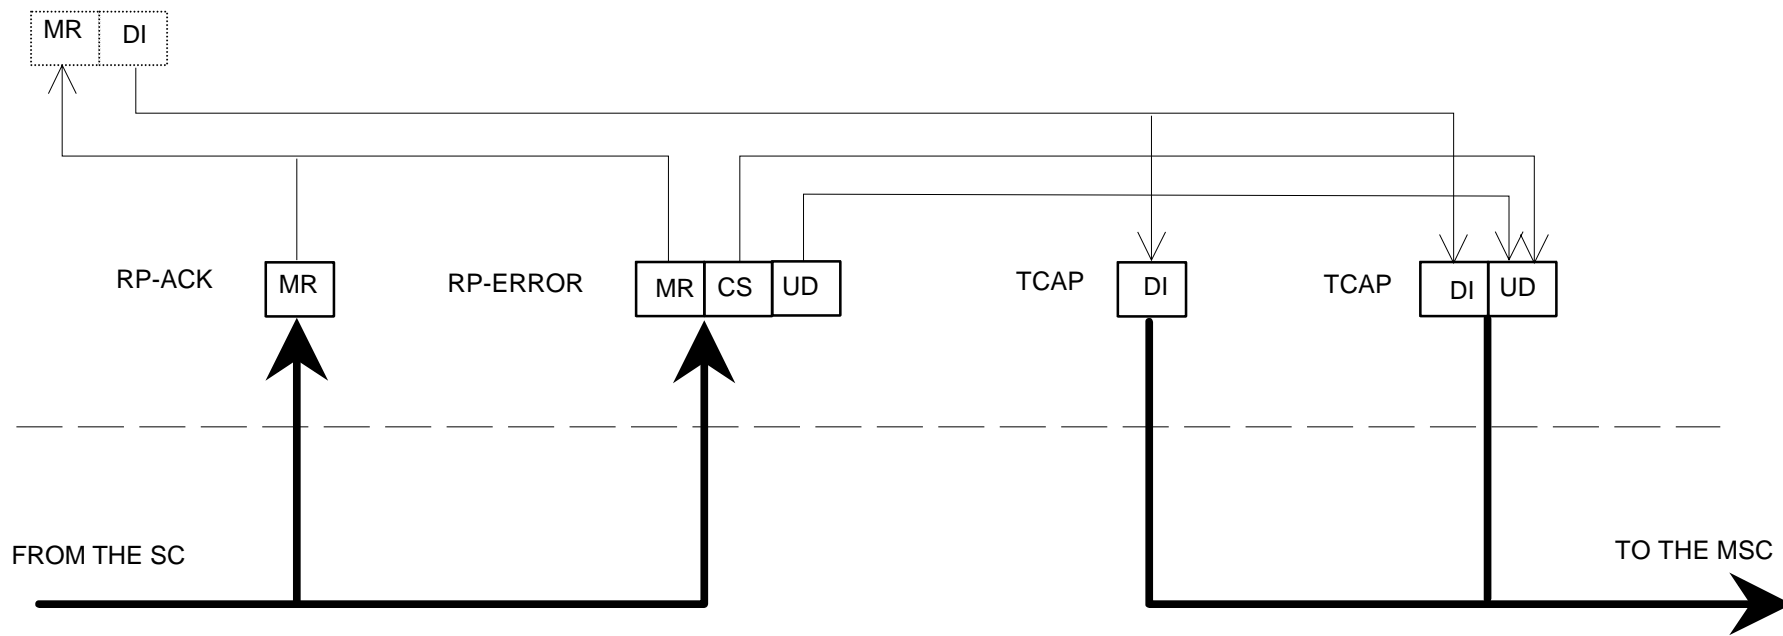 MR DI
RP-ACK MR RP-ERROR MR CS UD TCAP DI TCAP DI UD
FROM THE SC TO THE MSC